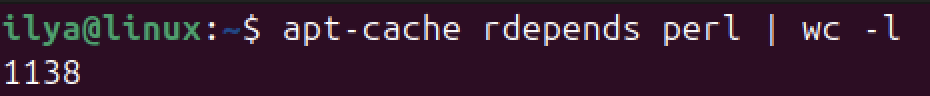 ilya@linux:~$ apt-cache rdepends perl | wc -l
1138